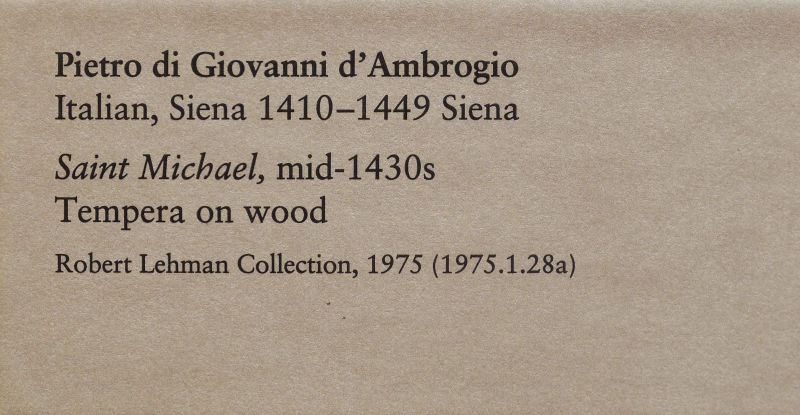 Pietro di Giovanni d’Ambrogio
Italian, Siena 1410–1449 Siena
Saint Michael, mid-1430s
Tempera on wood
Robert Lehman Collection, 1975 (1975.1.28a)